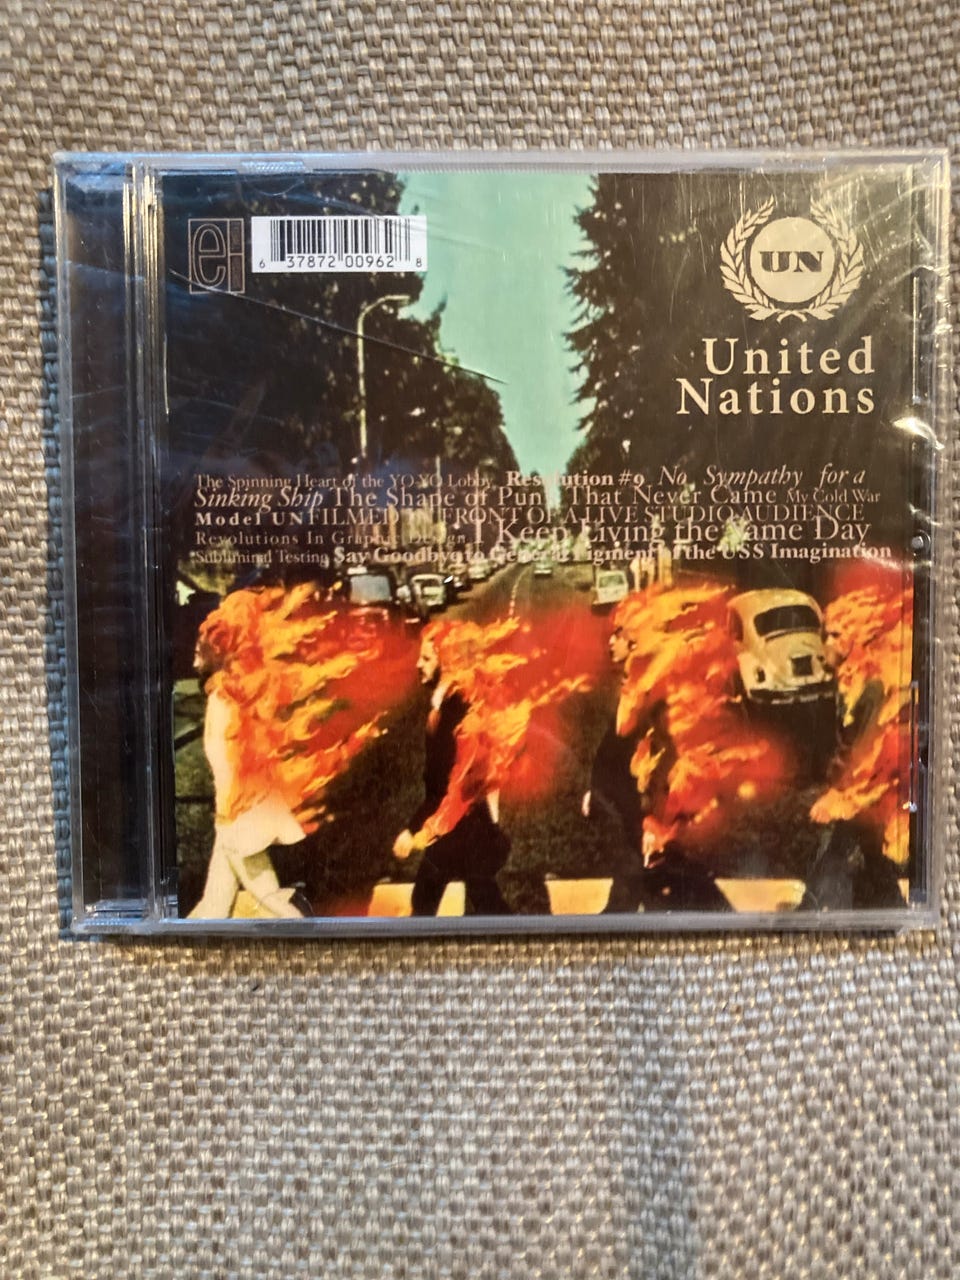 ei
6 37872 00962 8
UN
United
Nations
The Spinning Heart of the YO-YO Lobby Resolution #9 No Sympathy for a
Sinking Ship The Shape of Punk That Never Came My Cold War
Model UN FILMED IN FRONT OF A LIVE STUDIO AUDIENCE
Revolutions In Graphic Design I Keep Living the Same Day
Subliminal Testing Say Goodbye to General Figment of the USS Imagination